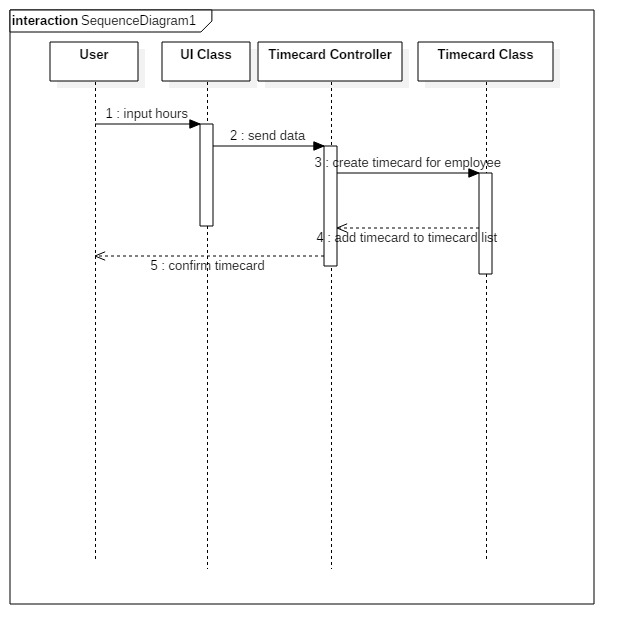 interaction SequenceDiagram1
User
UI Class
Timecard Controller
Timecard Class
1 : input hours
2 : send data
3 : create timecard for employee
4 : add timecard to timecard list
5 : confirm timecard